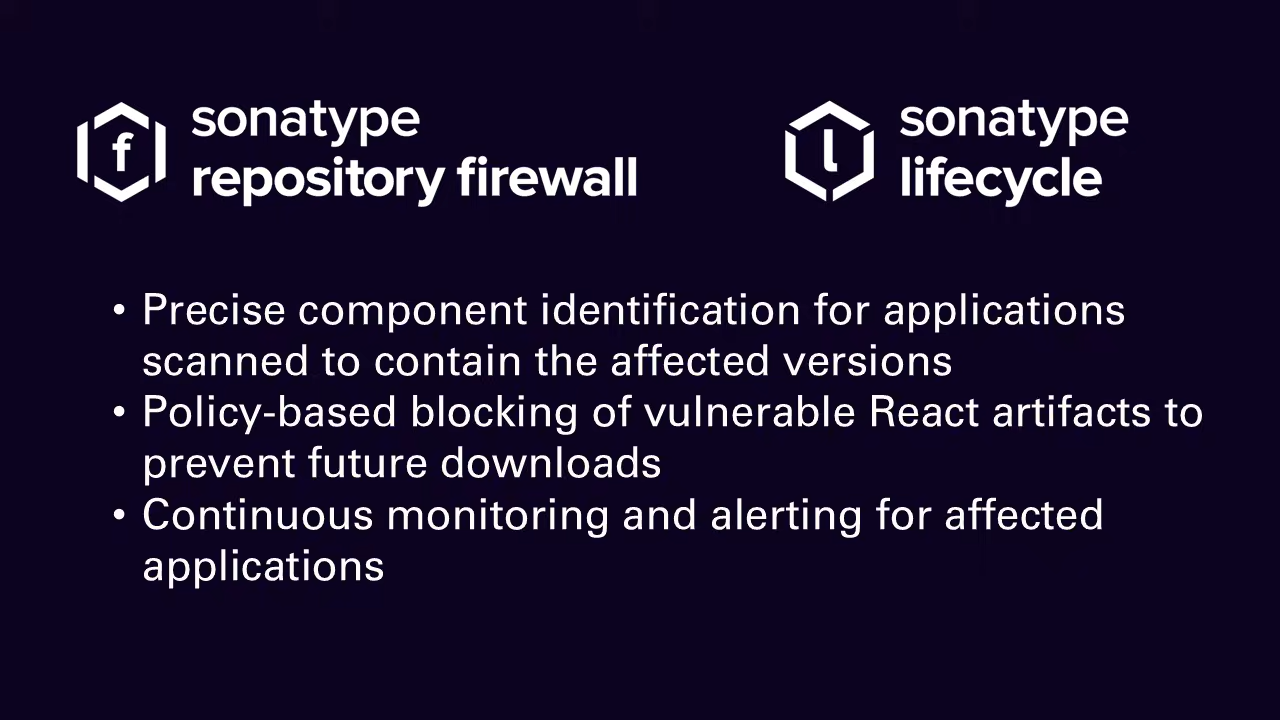 f sonatype
repository firewall
l sonatype
lifecycle
• Precise component identification for applications
scanned to contain the affected versions
• Policy-based blocking of vulnerable React artifacts to
prevent future downloads
• Continuous monitoring and alerting for affected
applications